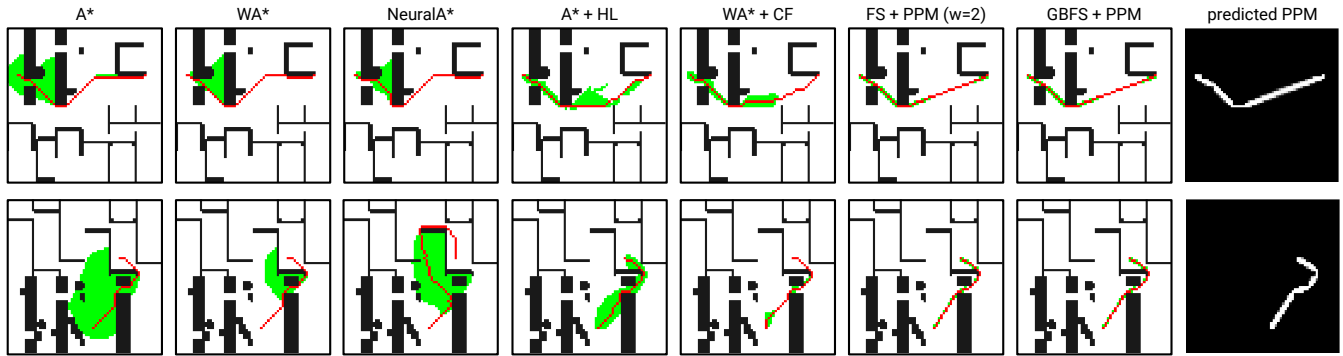 A* WA* NeuralA* A* + HL WA* + CF FS + PPM (w=2) GBFS + PPM predicted PPM